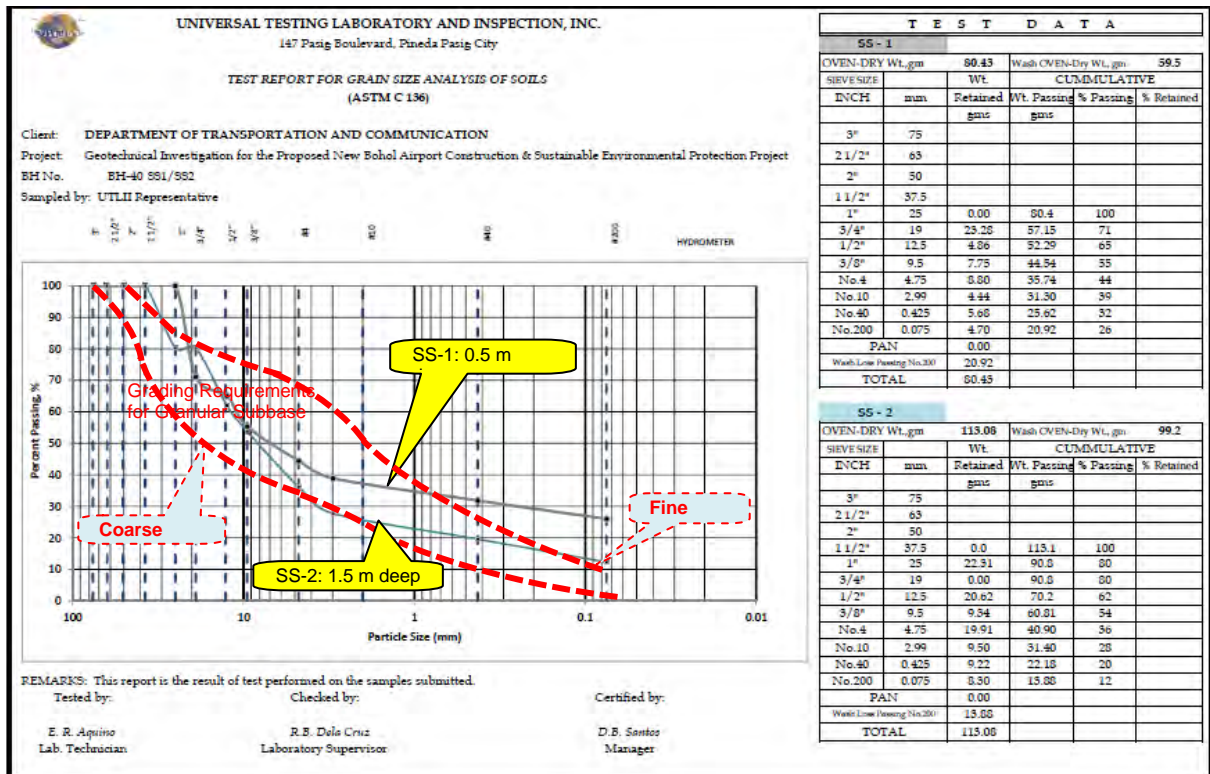 UNIVERSAL TESTING LABORATORY AND INSPECTION, INC.
147 Pasig Boulevard, Pineda Pasig City
TEST REPORT FOR GRAIN SIZE ANALYSIS OF SOILS
(ASTM C 136)
Client: DEPARTMENT OF TRANSPORTATION AND COMMUNICATION
Project: Geotechnical Investigation for the Proposed New Bohol Airport Construction & Sustainable Environmental Protection Project
BH No. BH-40 SS1/SS2
Sampled by: UTLII Representative
3" 2 1/2" 2" 1 1/2" 1" 3/4" 1/2" 3/8" #4 #10 #40 #200 HYDROMETER
Percent Passing, %
100
90
80
70
60
50
40
30
20
10
0
100 10 1 0.1 0.01
Particle Size (mm)
SS-1: 0.5 m
Grading Requirements
for Granular Subbase
Coarse
Fine
SS-2: 1.5 m deep
REMARKS: This report is the result of test performed on the samples submitted.
Tested by: Checked by: Certified by:
E. R. Aquino R.B. Dela Cruz D.B. Santos
Lab. Technician Laboratory Supervisor Manager
T E S T D A T A
SS - 1
OVEN-DRY Wt.,gm 80.43 Wash OVEN-Dry Wt., gm 59.5
SIEVE SIZE Wt. CUMMULATIVE
INCH mm Retained Wt. Passing % Passing % Retained
gms gms
3" 75
2 1/2" 63
2" 50
1 1/2" 37.5
1" 25 0.00 80.4 100
3/4" 19 23.28 57.15 71
1/2" 12.5 4.86 52.29 65
3/8" 9.5 7.75 44.54 55
No.4 4.75 8.80 35.74 44
No.10 2.99 4.44 31.30 39
No.40 0.425 5.68 25.62 32
No.200 0.075 4.70 20.92 26
PAN 0.00
Wash Loss Passing No.200 20.92
TOTAL 80.43
SS - 2
OVEN-DRY Wt.,gm 113.08 Wash OVEN-Dry Wt., gm 99.2
SIEVE SIZE Wt. CUMMULATIVE
INCH mm Retained Wt. Passing % Passing % Retained
gms gms
3" 75
2 1/2" 63
2" 50
1 1/2" 37.5 0.0 113.1 100
1" 25 22.31 90.8 80
3/4" 19 0.00 90.8 80
1/2" 12.5 20.62 70.2 62
3/8" 9.5 9.34 60.81 54
No.4 4.75 19.91 40.90 36
No.10 2.99 9.50 31.40 28
No.40 0.425 9.22 22.18 20
No.200 0.075 8.30 13.88 12
PAN 0.00
Wash Loss Passing No.200 13.88
TOTAL 113.08